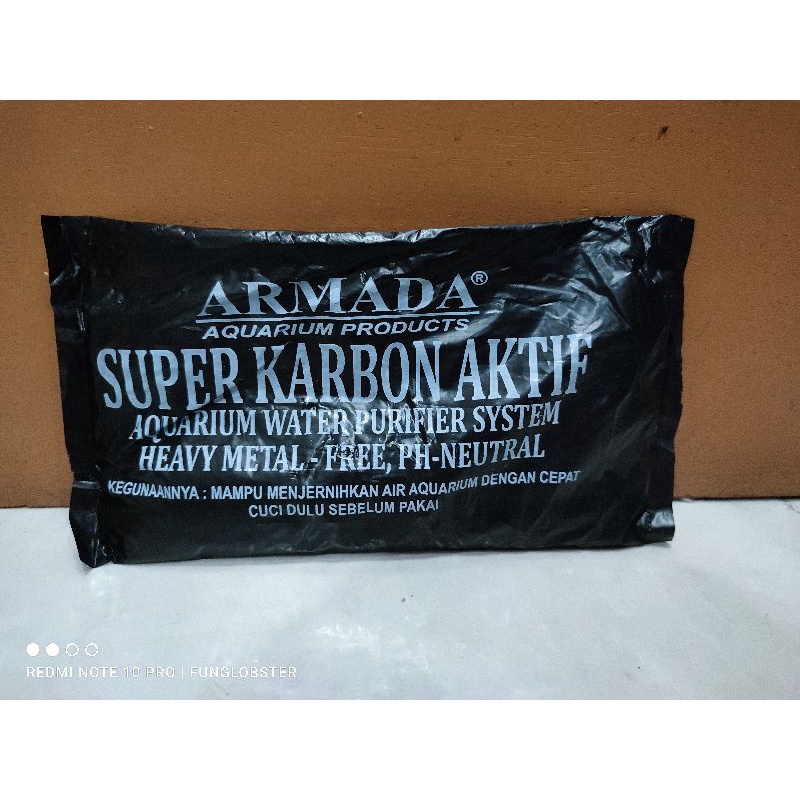 ARMADA®
AQUARIUM PRODUCTS
SUPER KARBON AKTIF
AQUARIUM WATER PURIFIER SYSTEM
HEAVY METAL - FREE, PH-NEUTRAL
KEGUNAANNYA : MAMPU MENJERNIHKAN AIR AQUARIUM DENGAN CEPAT
CUCI DULU SEBELUM PAKAI
REDMI NOTE 10 PRO | FUNGLOBSTER